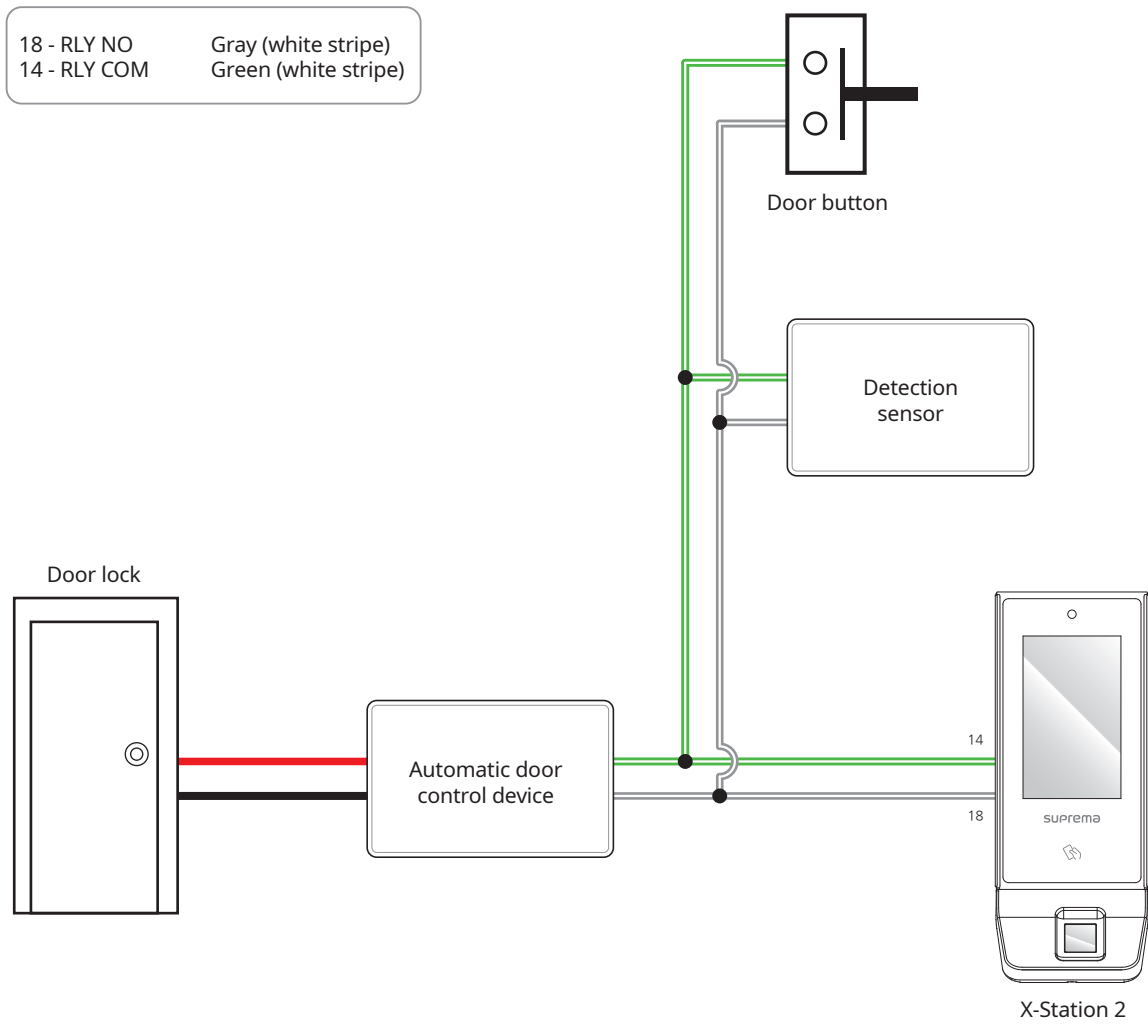 18 - RLY NO Gray (white stripe)
14 - RLY COM Green (white stripe)
Door button
Detection
sensor
Door lock
Automatic door
control device
14
18
suprema
X-Station 2